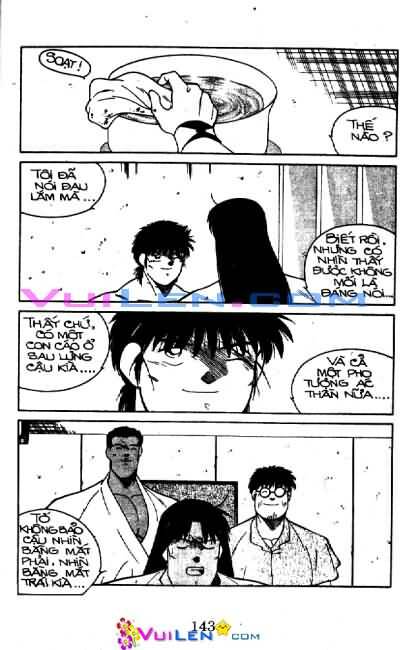 SOẠT!
THẾ
NÀO?
TÔI ĐÃ
NÓI ĐAU
LẮM MÀ...
BIẾT RỒI,
NHƯNG CÓ
NHÌN THẤY
ĐƯỢC KHÔNG
MỚI LÀ
ĐÁNG NÓI...
VUILEN.COM
THẤY CHỨ,
CÓ MỘT
CON CÁO Ở
SAU LƯNG
CẬU KÌA....
VÀ CẢ
MỘT PHO
TƯỢNG ÁC
THẦN NỮA....
TỚ
KHÔNG BẢO
CẬU NHÌN
BẰNG MẮT
PHẢI, NHÌN
BẰNG MẮT
TRÁI KÌA...
143
VUILEN.COM